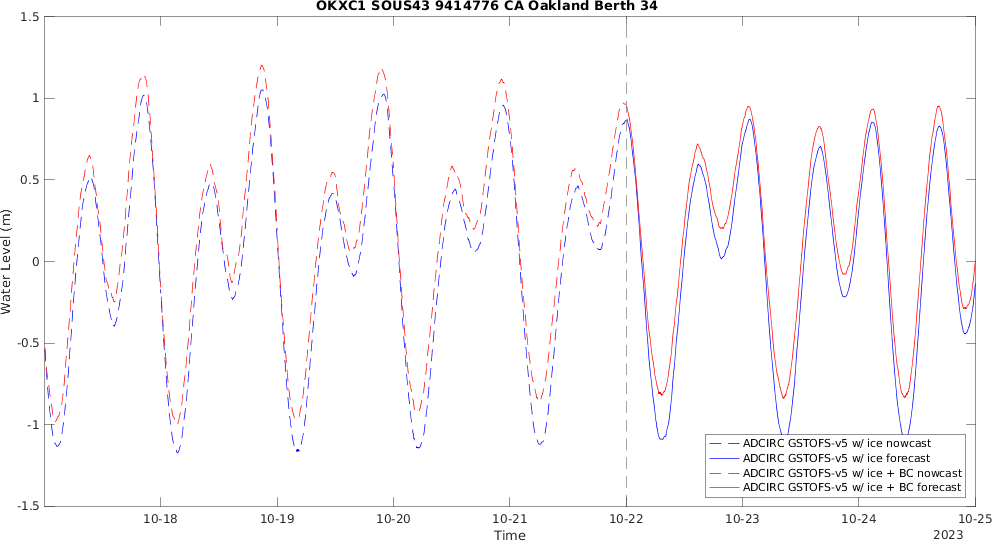 OKXC1 SOUS43 9414776 CA Oakland Berth 34
1.5
1
0.5
0
-0.5
-1
-1.5
Water Level (m)
10-18
10-19
10-20
10-21
10-22
10-23
10-24
10-25
Time
2023
ADCIRC GSTOFS-v5 w/ ice nowcast
ADCIRC GSTOFS-v5 w/ ice forecast
ADCIRC GSTOFS-v5 w/ ice + BC nowcast
ADCIRC GSTOFS-v5 w/ ice + BC forecast